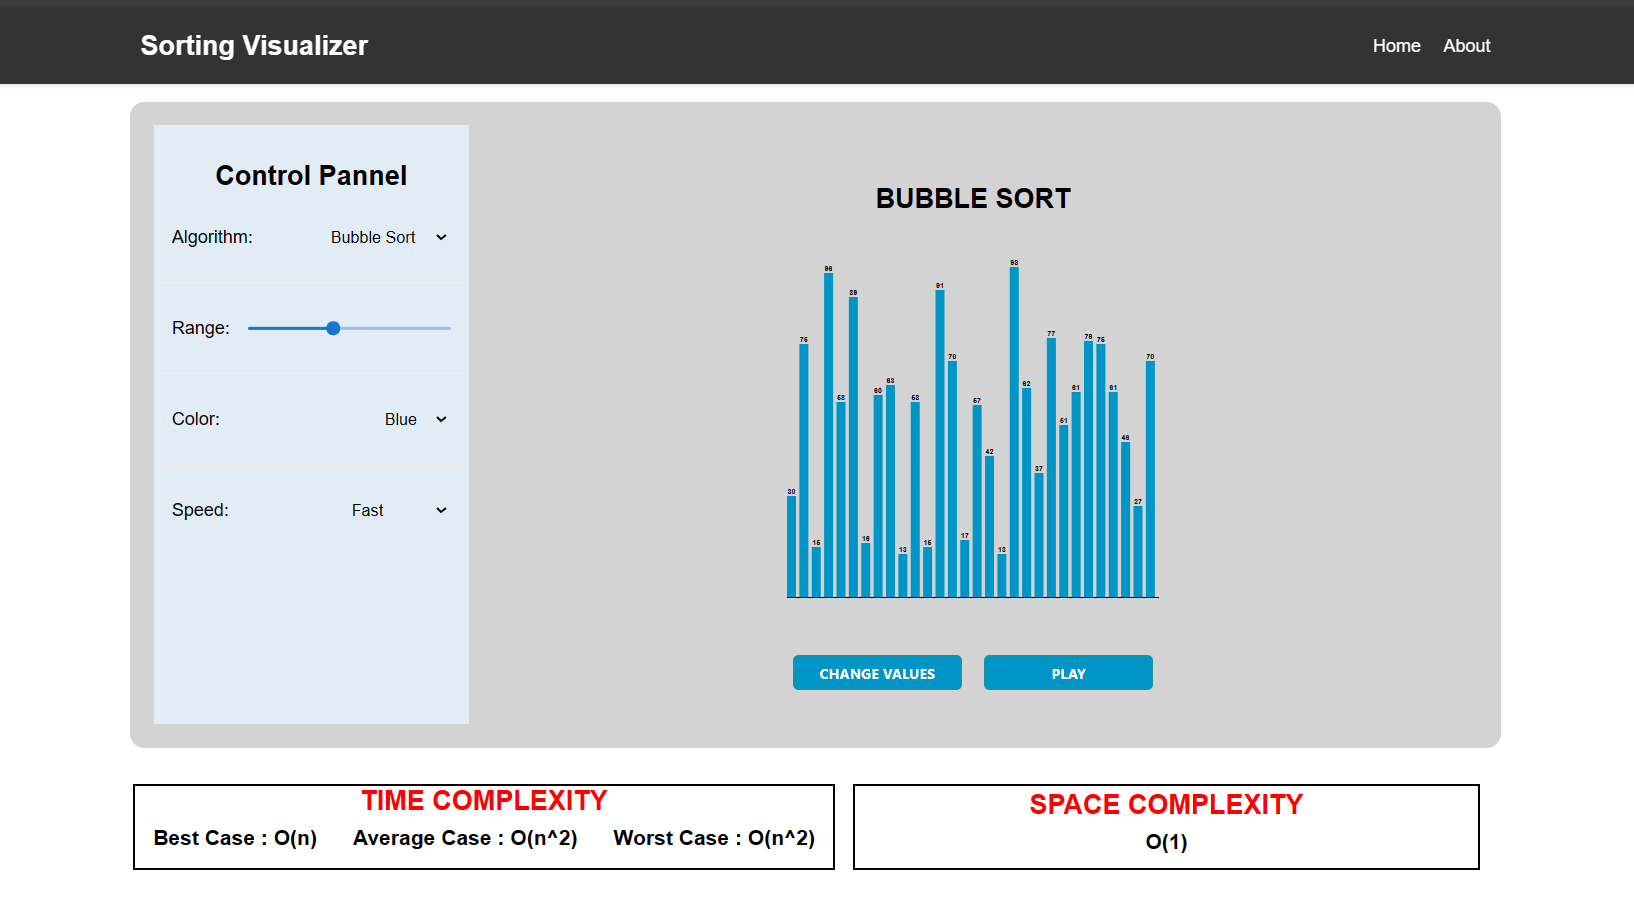 Sorting Visualizer
Home About
Control Pannel
Algorithm: Bubble Sort
Range:
Color: Blue
Speed: Fast
BUBBLE SORT
30 75 15 96 58 89 16 60 63 13 58 15 91 70 17 57 42 13 98 62 37 77 51 61 76 75 61 46 27 70
CHANGE VALUES PLAY
TIME COMPLEXITY
Best Case : O(n) Average Case : O(n^2) Worst Case : O(n^2)
SPACE COMPLEXITY
O(1)